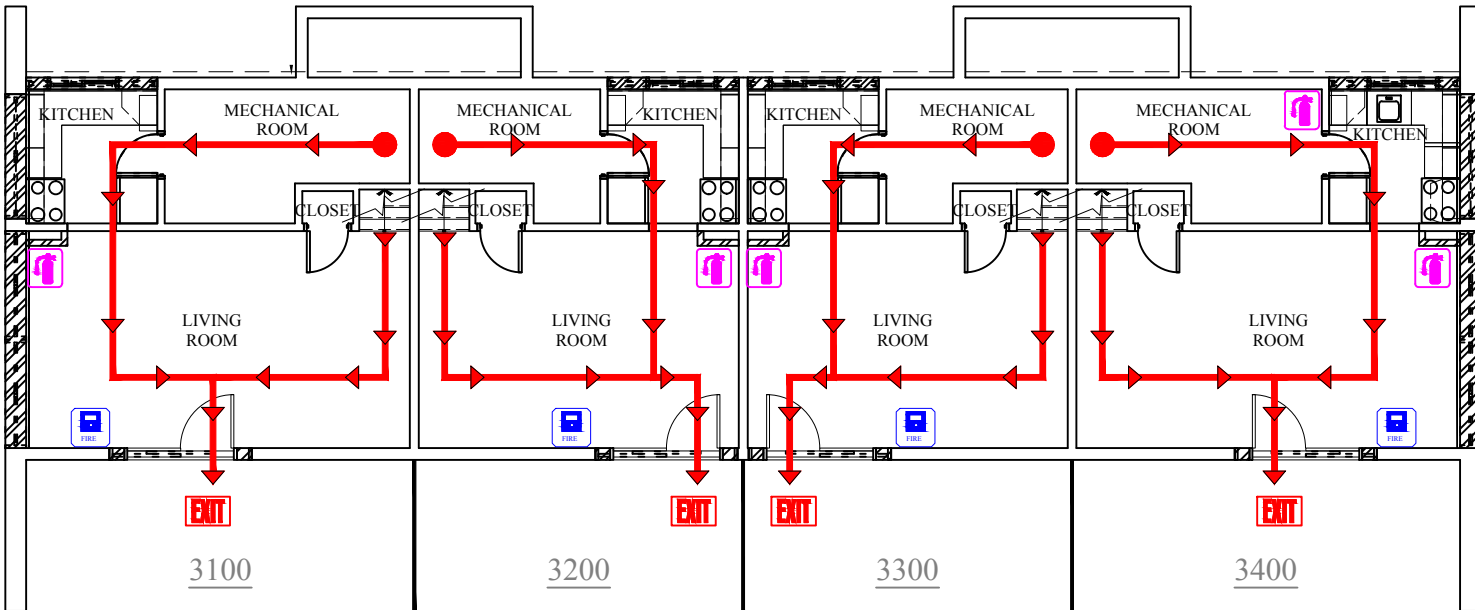 KITCHEN
MECHANICAL
ROOM
MECHANICAL
ROOM
KITCHEN
KITCHEN
MECHANICAL
ROOM
MECHANICAL
ROOM
KITCHEN
CLOSET
CLOSET
CLOSET
CLOSET
LIVING
ROOM
LIVING
ROOM
LIVING
ROOM
LIVING
ROOM
FIRE
FIRE
FIRE
FIRE
EXIT
EXIT
EXIT
EXIT
3100
3200
3300
3400